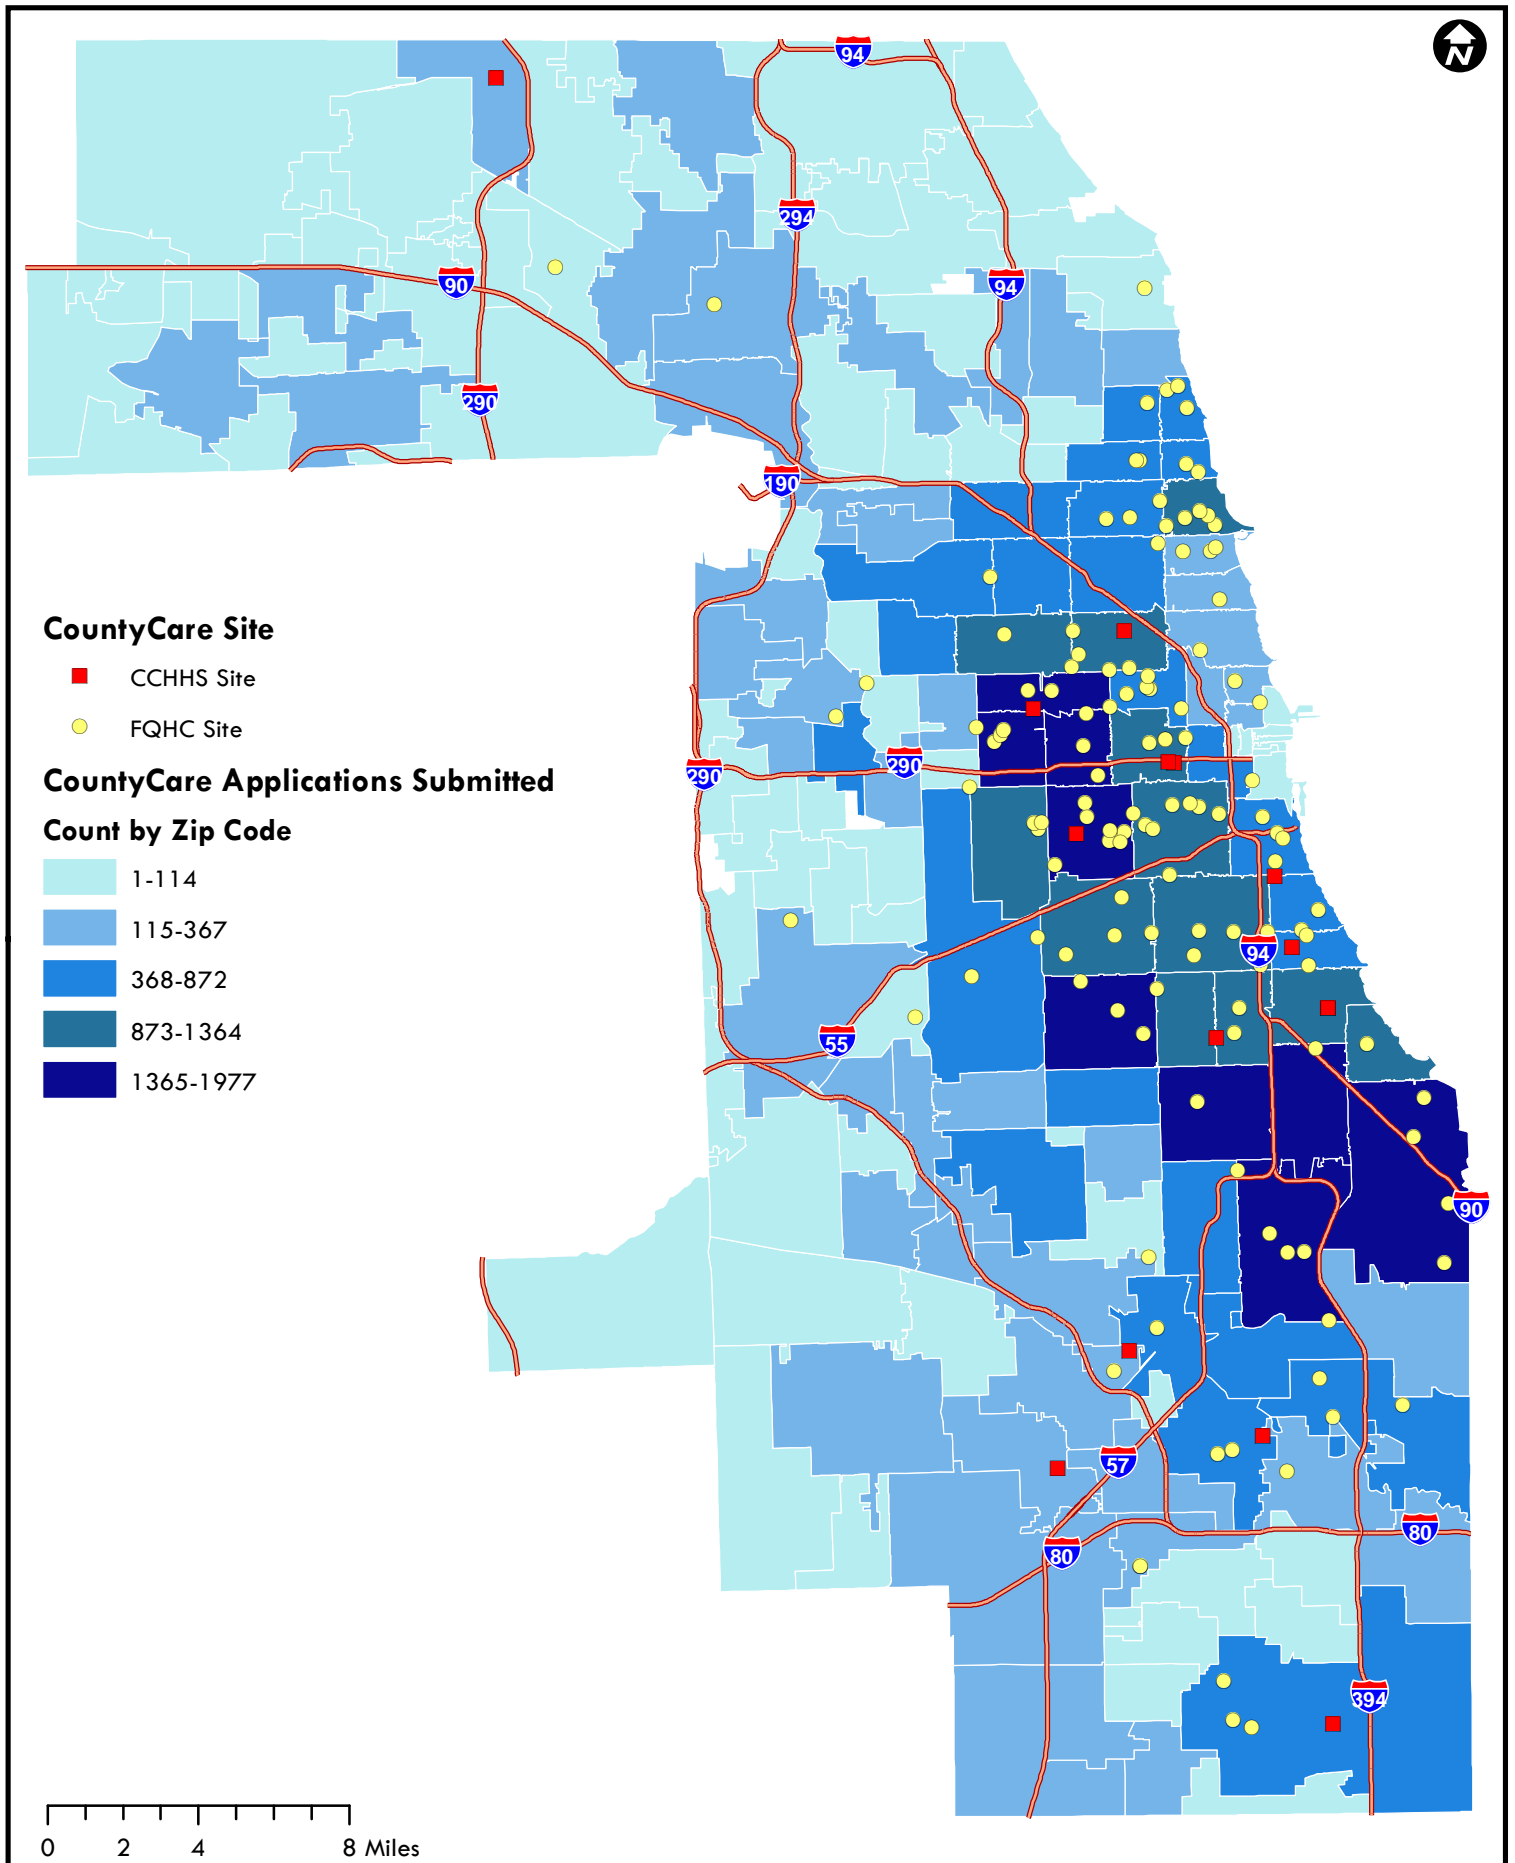 N
94
294
90
94
290
190
CountyCare Site
CCHHS Site
FQHC Site
CountyCare Applications Submitted
Count by Zip Code
1-114
115-367
368-872
873-1364
1365-1977
290
290
94
55
90
57
80
80
394
0 2 4 8 Miles